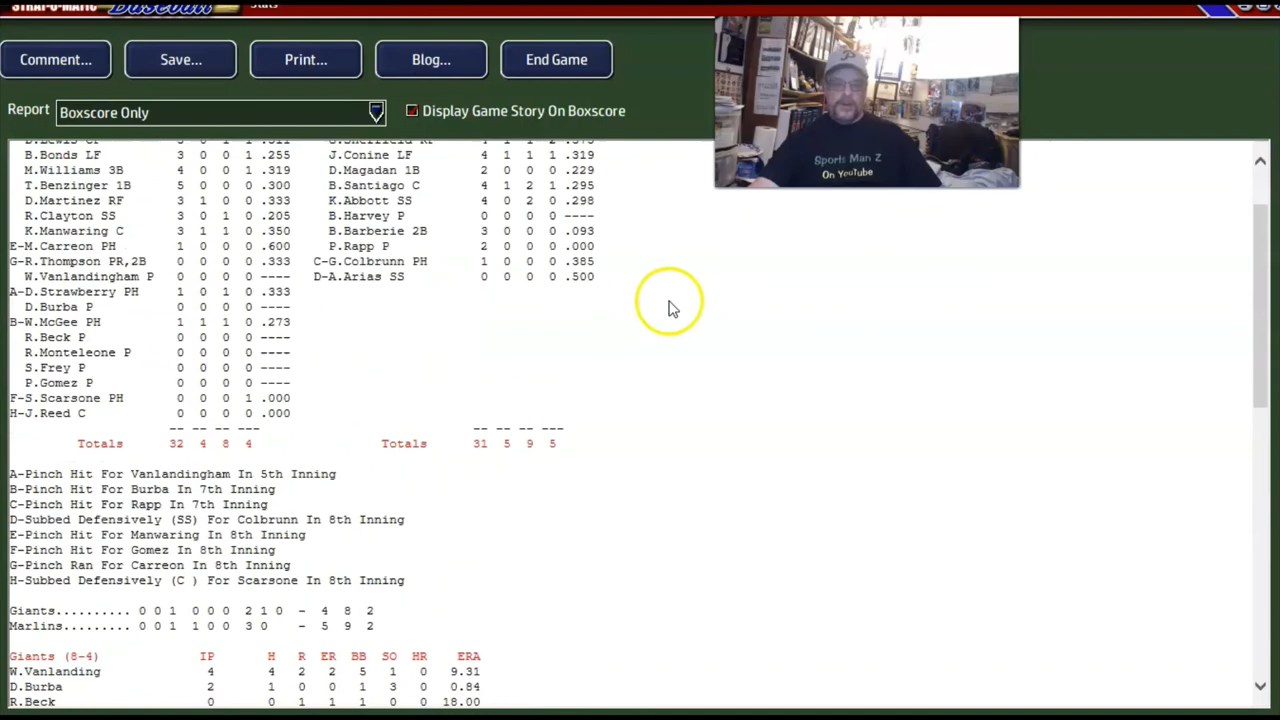 STRAT-O-MATIC Baseball Stats
Comment... Save... Print... Blog... End Game
Report Boxscore Only Display Game Story On Boxscore
Sports Man Z
On YouTube
B.Bonds LF 3 0 0 1 .255 J.Conine LF 4 1 1 1 .319
M.Williams 3B 4 0 0 0 .319 D.Magadan 1B 2 0 0 0 .229
T.Benzinger 1B 5 0 0 0 .300 B.Santiago C 4 1 2 1 .295
D.Martinez RF 3 1 0 0 .333 K.Abbott SS 4 0 2 0 .298
R.Clayton SS 3 0 1 0 .205 B.Harvey P 0 0 0 0 ----
K.Manwaring C 3 1 1 0 .350 B.Barberie 2B 3 0 0 0 .093
E-M.Carreon PH 1 0 0 0 .600 P.Rapp P 2 0 0 0 .000
G-R.Thompson PR,2B 0 0 0 0 .333 C-G.Colbrunn PH 1 0 0 0 .385
W.Vanlandingham P 0 0 0 0 ---- D-A.Arias SS 0 0 0 0 .500
A-D.Strawberry PH 1 0 1 0 .333
D.Burba P 0 0 0 0 ----
B-W.McGee PH 1 1 1 0 .273
R.Beck P 0 0 0 0 ----
R.Monteleone P 0 0 0 0 ----
S.Frey P 0 0 0 0 ----
P.Gomez P 0 0 0 0 ----
F-S.Scarsone PH 0 0 0 1 .000
H-J.Reed C 0 0 0 0 .000
-- -- -- --- -- -- -- ---
Totals 32 4 8 4 Totals 31 5 9 5
A-Pinch Hit For Vanlandingham In 5th Inning
B-Pinch Hit For Burba In 7th Inning
C-Pinch Hit For Rapp In 7th Inning
D-Subbed Defensively (SS) For Colbrunn In 8th Inning
E-Pinch Hit For Manwaring In 8th Inning
F-Pinch Hit For Gomez In 8th Inning
G-Pinch Ran For Carreon In 8th Inning
H-Subbed Defensively (C ) For Scarsone In 8th Inning
Giants.......... 0 0 1 0 0 0 2 1 0 - 4 8 2
Marlins......... 0 0 1 1 0 0 3 0 - 5 9 2
Giants (8-4) IP H R ER BB SO HR ERA
W.Vanlanding 4 4 2 2 5 1 0 9.31
D.Burba 2 1 0 0 1 3 0 0.84
R.Beck 0 0 1 1 1 0 0 18.00